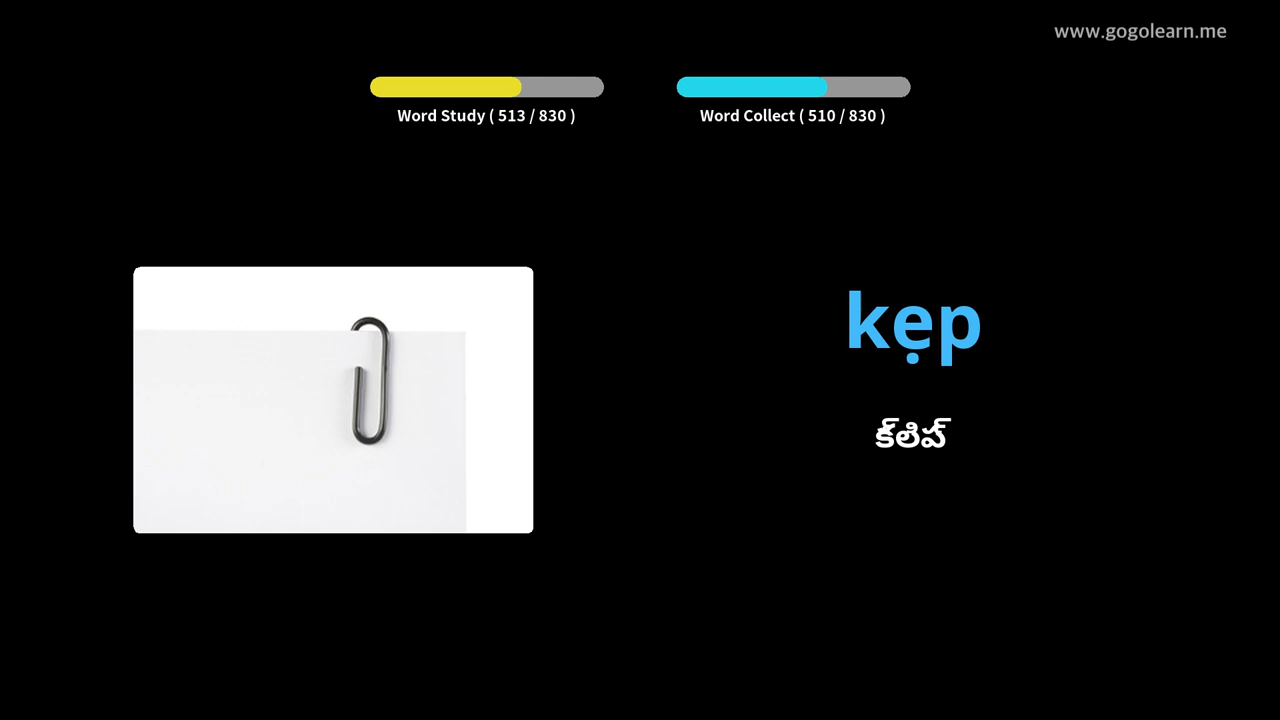 www.gogolearn.me
Word Study ( 513 / 830 )
Word Collect ( 510 / 830 )
kẹp
క్‌లిప్